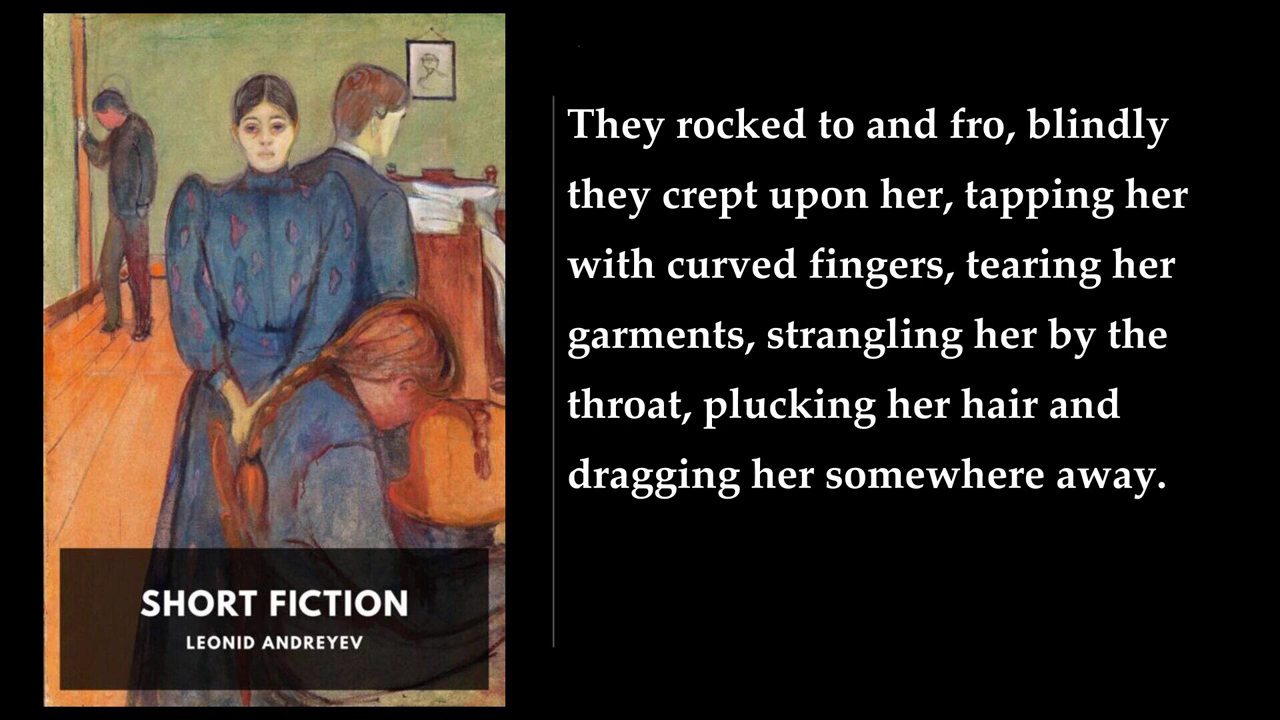 SHORT FICTION
LEONID ANDREYEV
They rocked to and fro, blindly
they crept upon her, tapping her
with curved fingers, tearing her
garments, strangling her by the
throat, plucking her hair and
dragging her somewhere away.